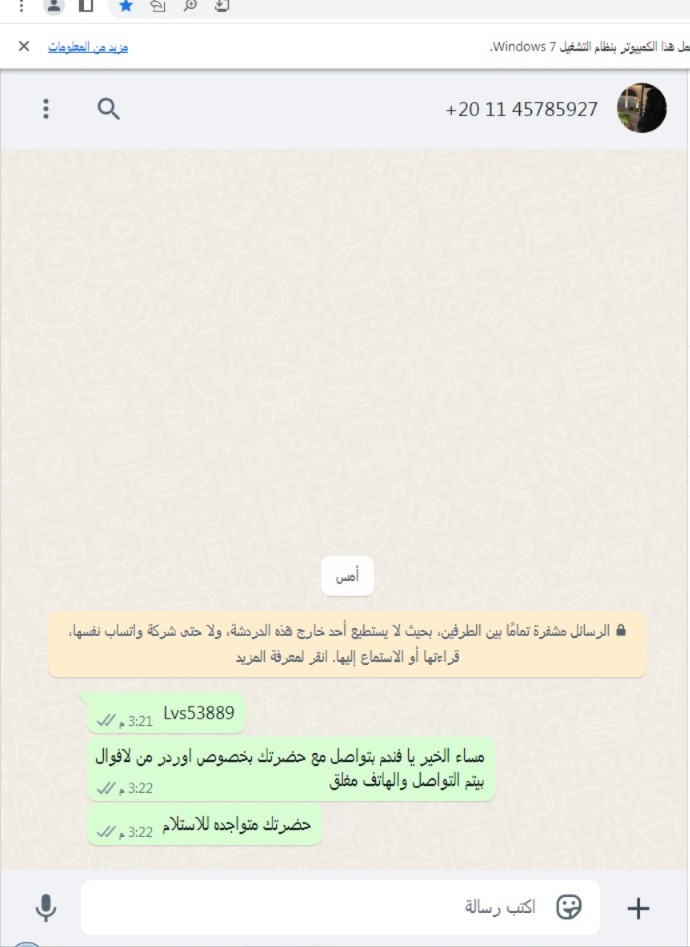 مل هذا الكمبيوتر بنظام التشغيل Windows 7.
مزيد من المعلومات
+20 11 45785927
أمس
الرسائل مشفرة تمامًا بين الطرفين، بحيث لا يستطيع أحد خارج هذه الدردشة، ولا حتى شركة واتساب نفسها،
قراءتها أو الاستماع إليها. انقر لمعرفة المزيد
Lvs53889
3:21 م
مساء الخير يا فندم بتواصل مع حضرتك بخصوص اوردر من لافوال
بيتم التواصل والهاتف مغلق
3:22 م
حضرتك متواجده للاستلام
3:22 م
اكتب رسالة